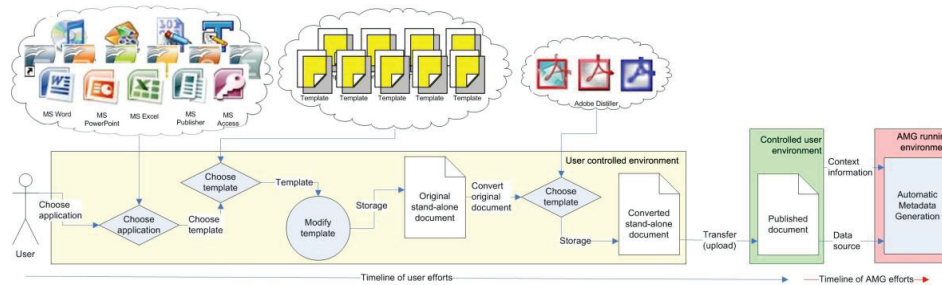 MS Word
MS
PowerPoint
MS Excel
MS
Publisher
MS
Access
Template
Template
Template
Template
Template
Adobe Distiller
User controlled environment
Controlled user
environment
AMG runnin
environme
User
Choose
application
Choose
application
Choose
template
Choose
template
Template
Modify
template
Storage
Original
stand-alone
document
Convert
original
document
Choose
template
Storage
Converted
stand-alone
document
Transfer
(upload)
Published
document
Context
information
Data
source
Automatic
Metadata
Generation
Timeline of user efforts
Timeline of AMG efforts